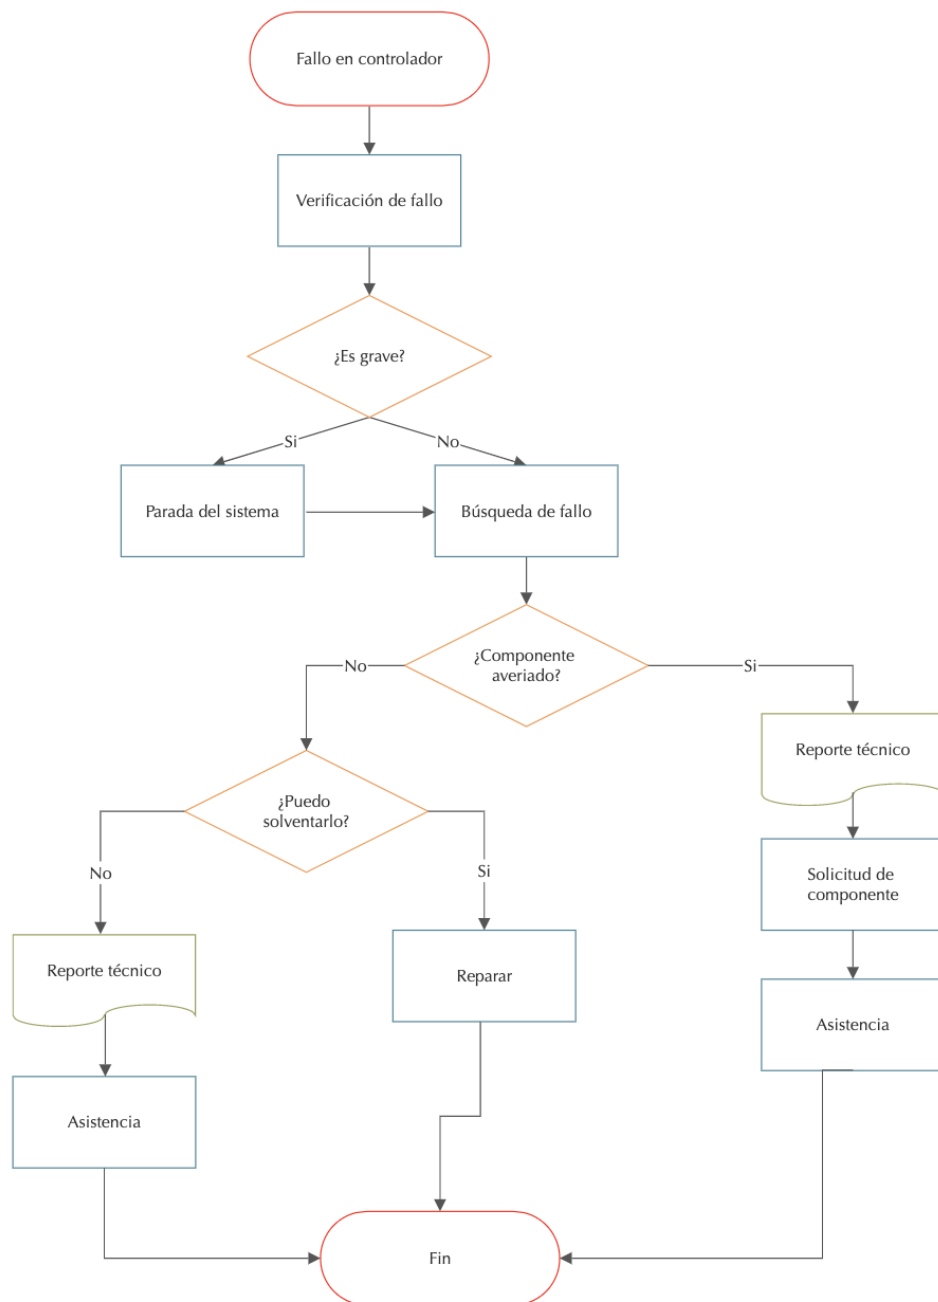 Fallo en controlador
Verificación de fallo
¿Es grave?
Si
No
Parada del sistema
Búsqueda de fallo
¿Componente
averiado?
No
Si
Reporte técnico
¿Puedo
solventarlo?
No
Si
Solicitud de
componente
Reporte técnico
Reparar
Asistencia
Asistencia
Fin